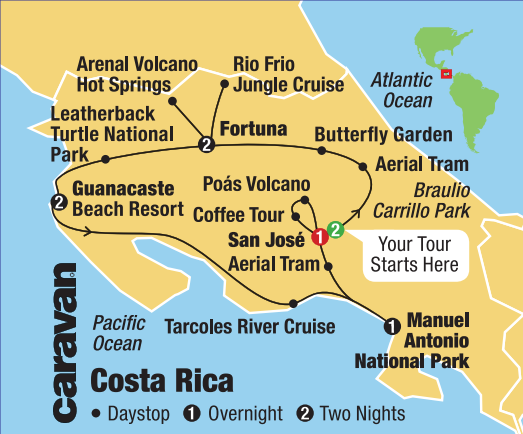 Arenal Volcano
Hot Springs
Rio Frio
Jungle Cruise
Atlantic
Ocean
Leatherback
Turtle National
Park
2
Fortuna
Butterfly Garden
Aerial Tram
Braulio
Carrillo Park
2
Guanacaste
Beach Resort
Poás Volcano
Coffee Tour
San José
1
2
Your Tour
Starts Here
Aerial Tram
Pacific
Ocean
Tarcoles River Cruise
1
Manuel
Antonio
National Park
caravan
Costa Rica
• Daystop 1 Overnight 2 Two Nights